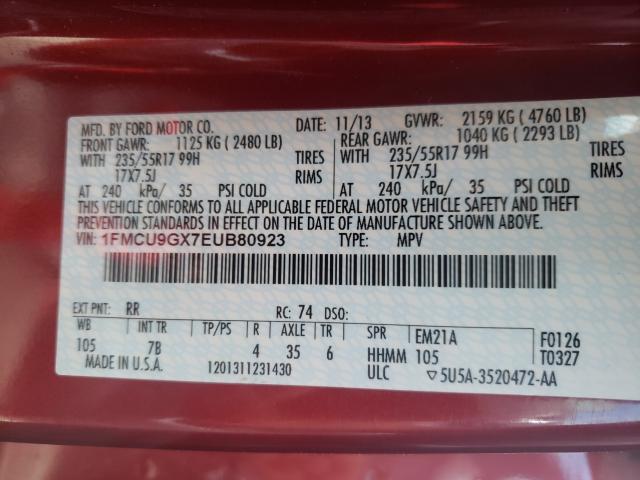 MFD. BY FORD MOTOR CO. DATE: 11/13 GVWR: 2159 KG ( 4760 LB)
FRONT GAWR: 1125 KG ( 2480 LB) REAR GAWR: 1040 KG ( 2293 LB)
WITH 235/55R17 99H TIRES WITH 235/55R17 99H TIRES
17X7.5J RIMS 17X7.5J RIMS
AT 240 kPa/ 35 PSI COLD AT 240 kPa/ 35 PSI COLD
THIS VEHICLE CONFORMS TO ALL APPLICABLE FEDERAL MOTOR VEHICLE SAFETY AND THEFT
PREVENTION STANDARDS IN EFFECT ON THE DATE OF MANUFACTURE SHOWN ABOVE.
VIN: 1FMCU9GX7EUB80923 TYPE: MPV
EXT PNT: RR RC: 74 DSO:
WB INT TR TP/PS R AXLE TR SPR EM21A F0126
105 7B 4 35 6 HHMM 105 T0327
MADE IN U.S.A. 1201311231430 ULC ▽5U5A-3520472-AA